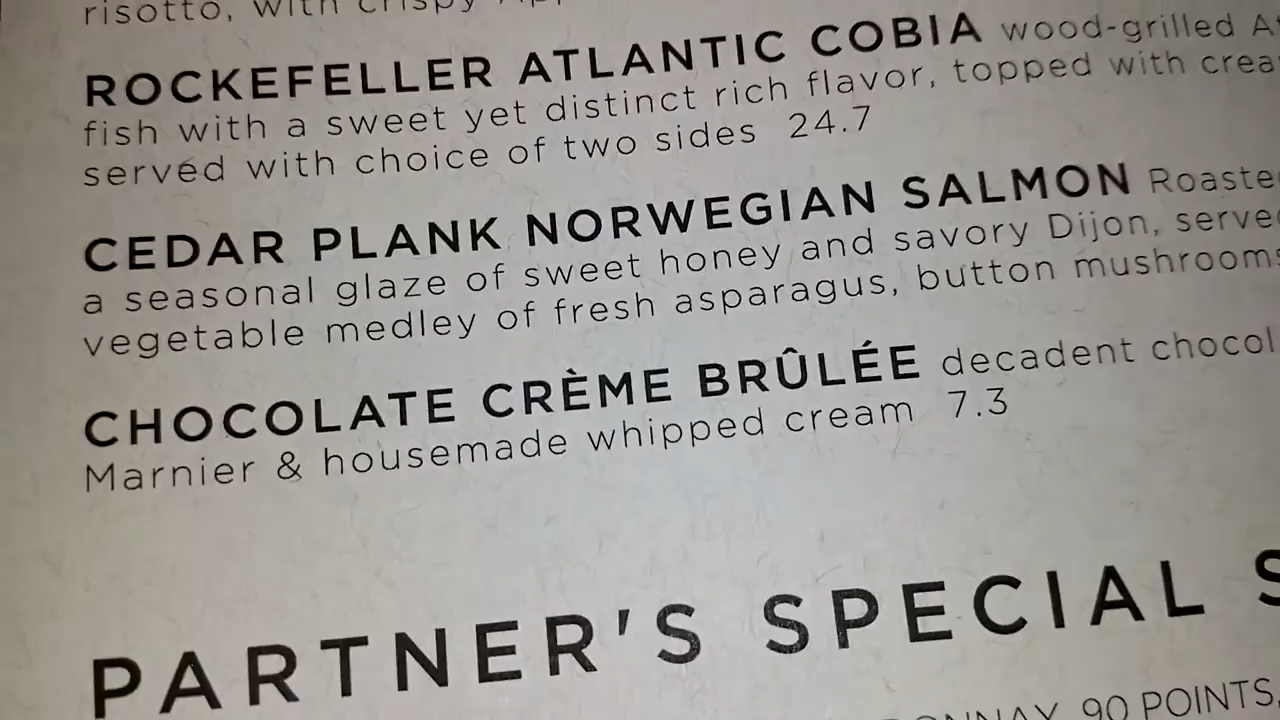 risotto, with crispy
ROCKEFELLER ATLANTIC COBIA wood-grilled
fish with a sweet yet distinct rich flavor, topped with
served with choice of two sides 24.7
CEDAR PLANK NORWEGIAN SALMON
a seasonal glaze of sweet honey and savory Dijon,
vegetable medley of fresh asparagus, button mushrooms
CHOCOLATE CRÈME BRÛLÉE decadent
Marnier & housemade whipped cream 7.3
PARTNER'S SPECIAL
90 POINTS,